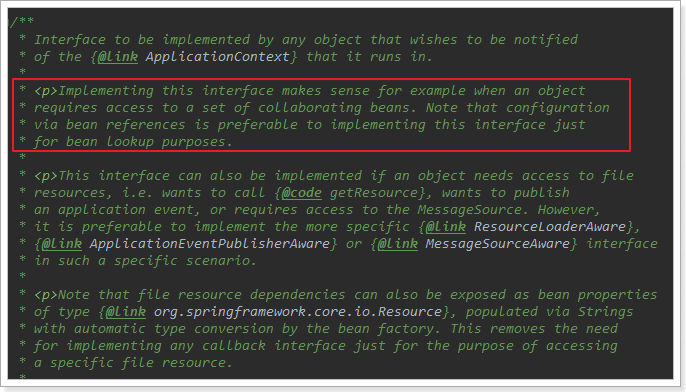 /**
* Interface to be implemented by any object that wishes to be notified
* of the {@link ApplicationContext} that it runs in.
*
* <p>Implementing this interface makes sense for example when an object
* requires access to a set of collaborating beans. Note that configuration
* via bean references is preferable to implementing this interface just
* for bean lookup purposes.
*
* <p>This interface can also be implemented if an object needs access to file
* resources, i.e. wants to call {@code getResource}, wants to publish
* an application event, or requires access to the MessageSource. However,
* it is preferable to implement the more specific {@link ResourceLoaderAware},
* {@link ApplicationEventPublisherAware} or {@link MessageSourceAware} interface
* in such a specific scenario.
*
* <p>Note that file resource dependencies can also be exposed as bean properties
* of type {@link org.springframework.core.io.Resource}, populated via Strings
* with automatic type conversion by the bean factory. This removes the need
* for implementing any callback interface just for the purpose of accessing
* a specific file resource.
*